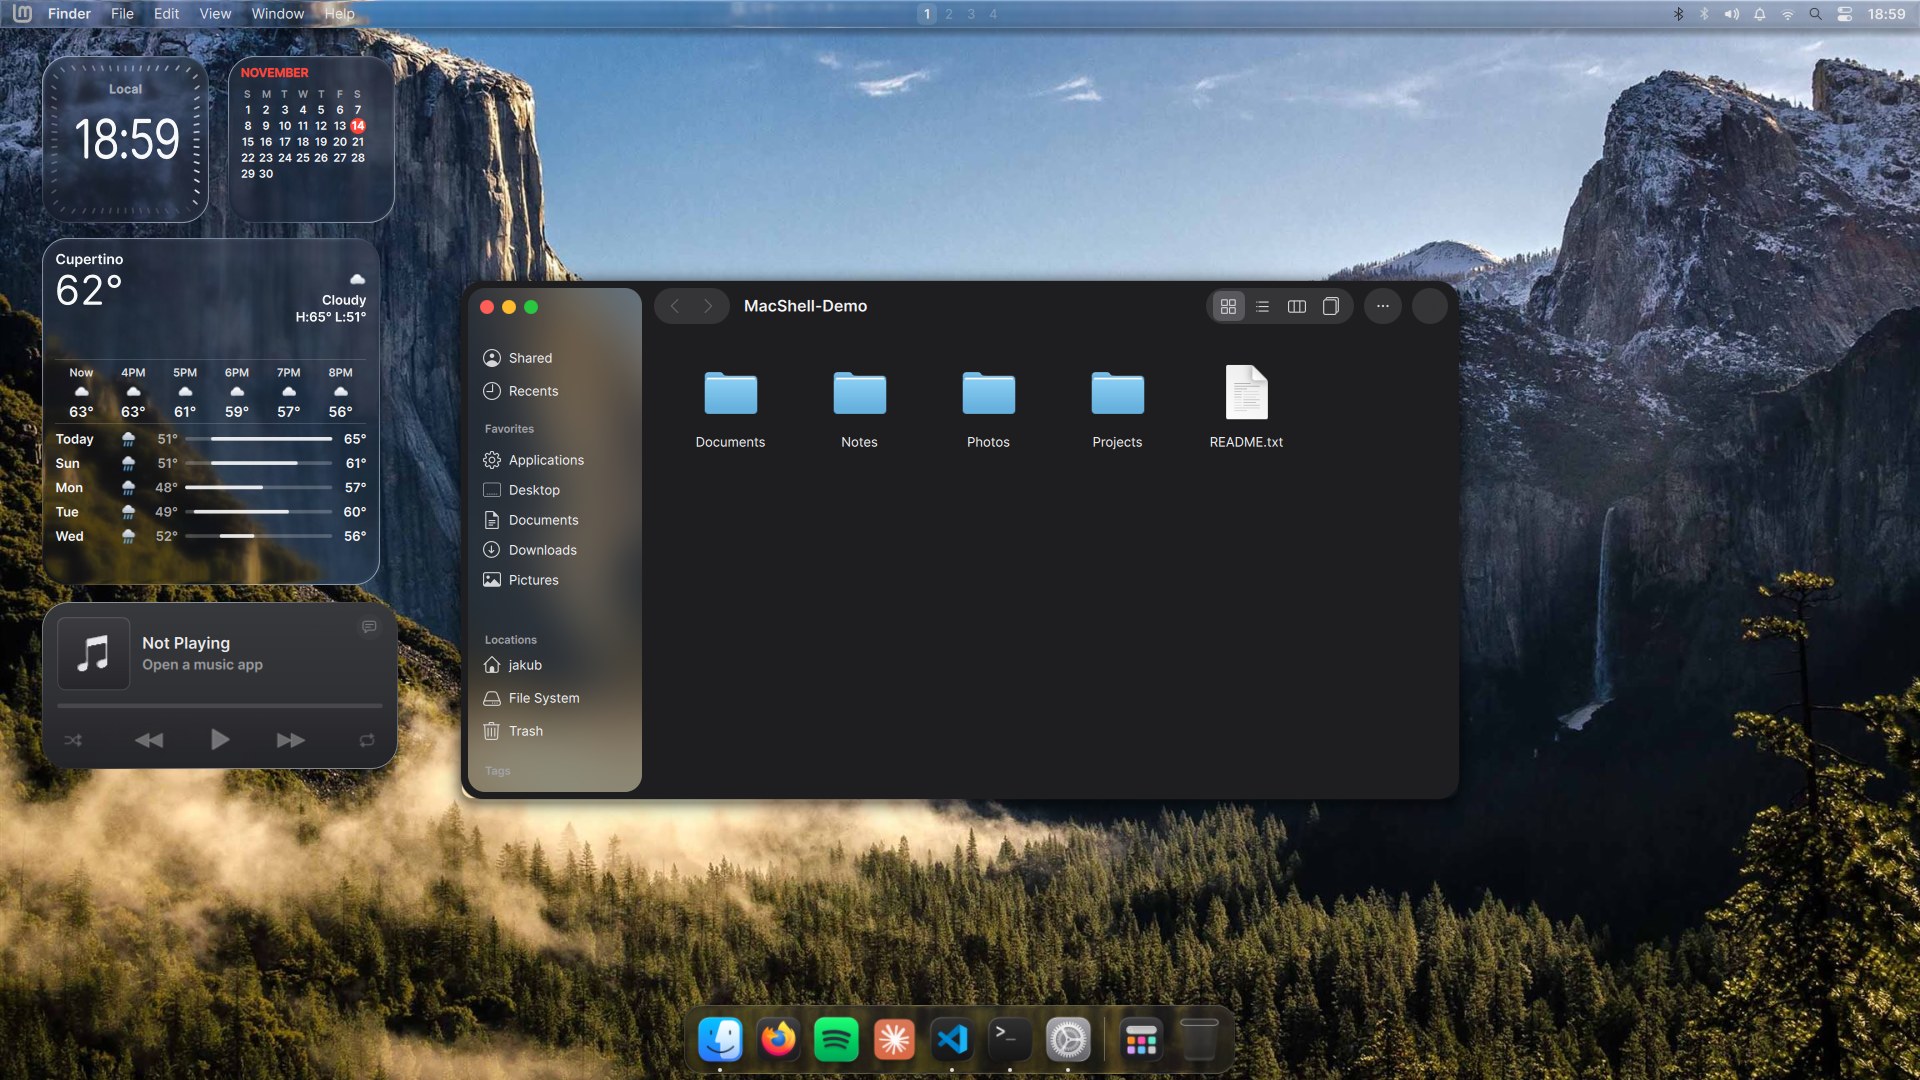 Finder File Edit View Window Help
1 2 3 4
18:59
Local
18:59
NOVEMBER
S M T W T F S
1 2 3 4 5 6 7
8 9 10 11 12 13 14
15 16 17 18 19 20 21
22 23 24 25 26 27 28
29 30
Cupertino
62°
Cloudy
H:65° L:51°
Now 4PM 5PM 6PM 7PM 8PM
63° 63° 61° 59° 57° 56°
Today 51° 65°
Sun 51° 61°
Mon 48° 57°
Tue 49° 60°
Wed 52° 56°
Not Playing
Open a music app
MacShell-Demo
Shared
Recents
Favorites
Applications
Desktop
Documents
Downloads
Pictures
Locations
jakub
File System
Trash
Tags
Documents Notes Photos Projects README.txt